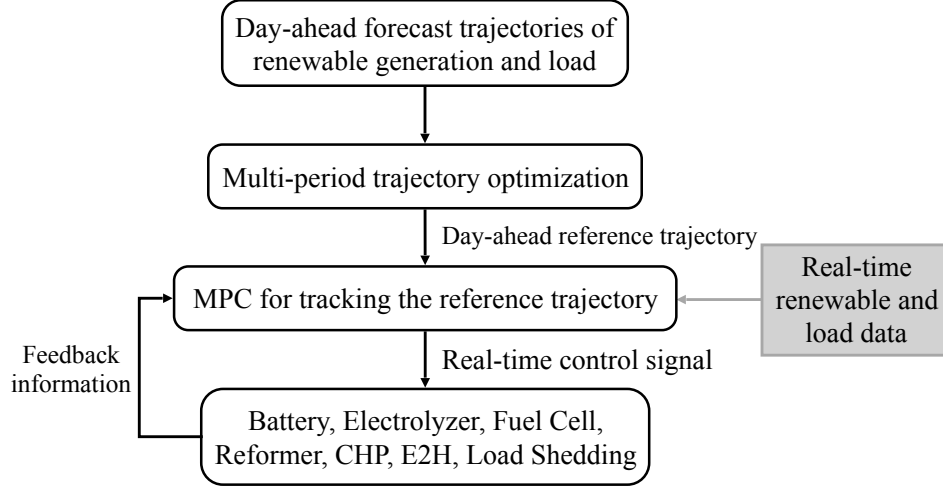 Day-ahead forecast trajectories of
renewable generation and load
Multi-period trajectory optimization
Day-ahead reference trajectory
MPC for tracking the reference trajectory
Real-time
renewable and
load data
Real-time control signal
Feedback
information
Battery, Electrolyzer, Fuel Cell,
Reformer, CHP, E2H, Load Shedding